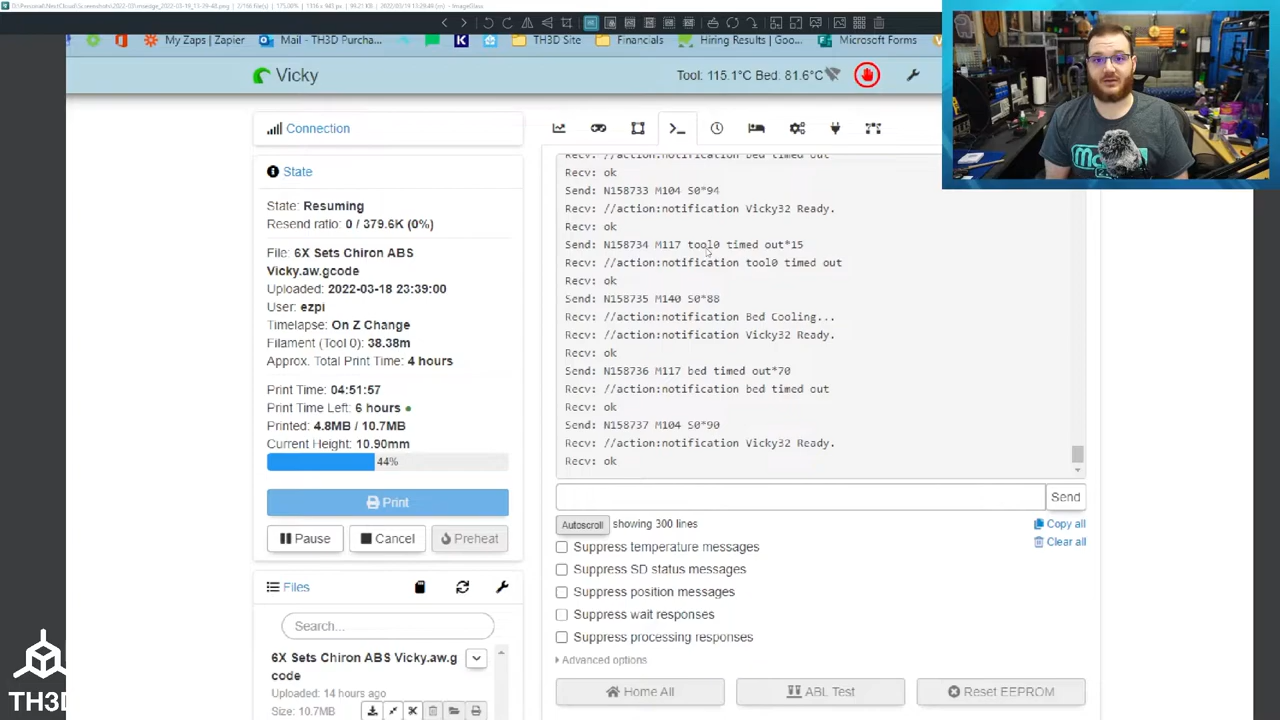 My Zaps | Zapier
Mail - TH3D Purcha...
TH3D Site
Financials
Hiring Results | Goo...
Microsoft Forms
Vicky
Tool: 115.1°C Bed: 81.6°C
Connection
State
State: Resuming
Resend ratio: 0 / 379.6K (0%)
File: 6X Sets Chiron ABS
Vicky.aw.gcode
Uploaded: 2022-03-18 23:39:00
User: ezpi
Timelapse: On Z Change
Filament (Tool 0): 38.38m
Approx. Total Print Time: 4 hours
Print Time: 04:51:57
Print Time Left: 6 hours
Printed: 4.8MB / 10.7MB
Current Height: 10.90mm
44%
Print
Pause
Cancel
Preheat
Files
Search...
6X Sets Chiron ABS Vicky.aw.g
code
Uploaded: 14 hours ago
Size: 10.7MB
Recv: //action:notification bed timed out
Recv: ok
Send: N158733 M104 S0*94
Recv: //action:notification Vicky32 Ready.
Recv: ok
Send: N158734 M117 tool0 timed out*15
Recv: //action:notification tool0 timed out
Recv: ok
Send: N158735 M140 S0*88
Recv: //action:notification Bed Cooling...
Recv: //action:notification Vicky32 Ready.
Recv: ok
Send: N158736 M117 bed timed out*70
Recv: //action:notification bed timed out
Recv: ok
Send: N158737 M104 S0*90
Recv: //action:notification Vicky32 Ready.
Recv: ok
Send
Autoscroll
showing 300 lines
Copy all
Clear all
Suppress temperature messages
Suppress SD status messages
Suppress position messages
Suppress wait responses
Suppress processing responses
Advanced options
Home All
ABL Test
Reset EEPROM
TH3D